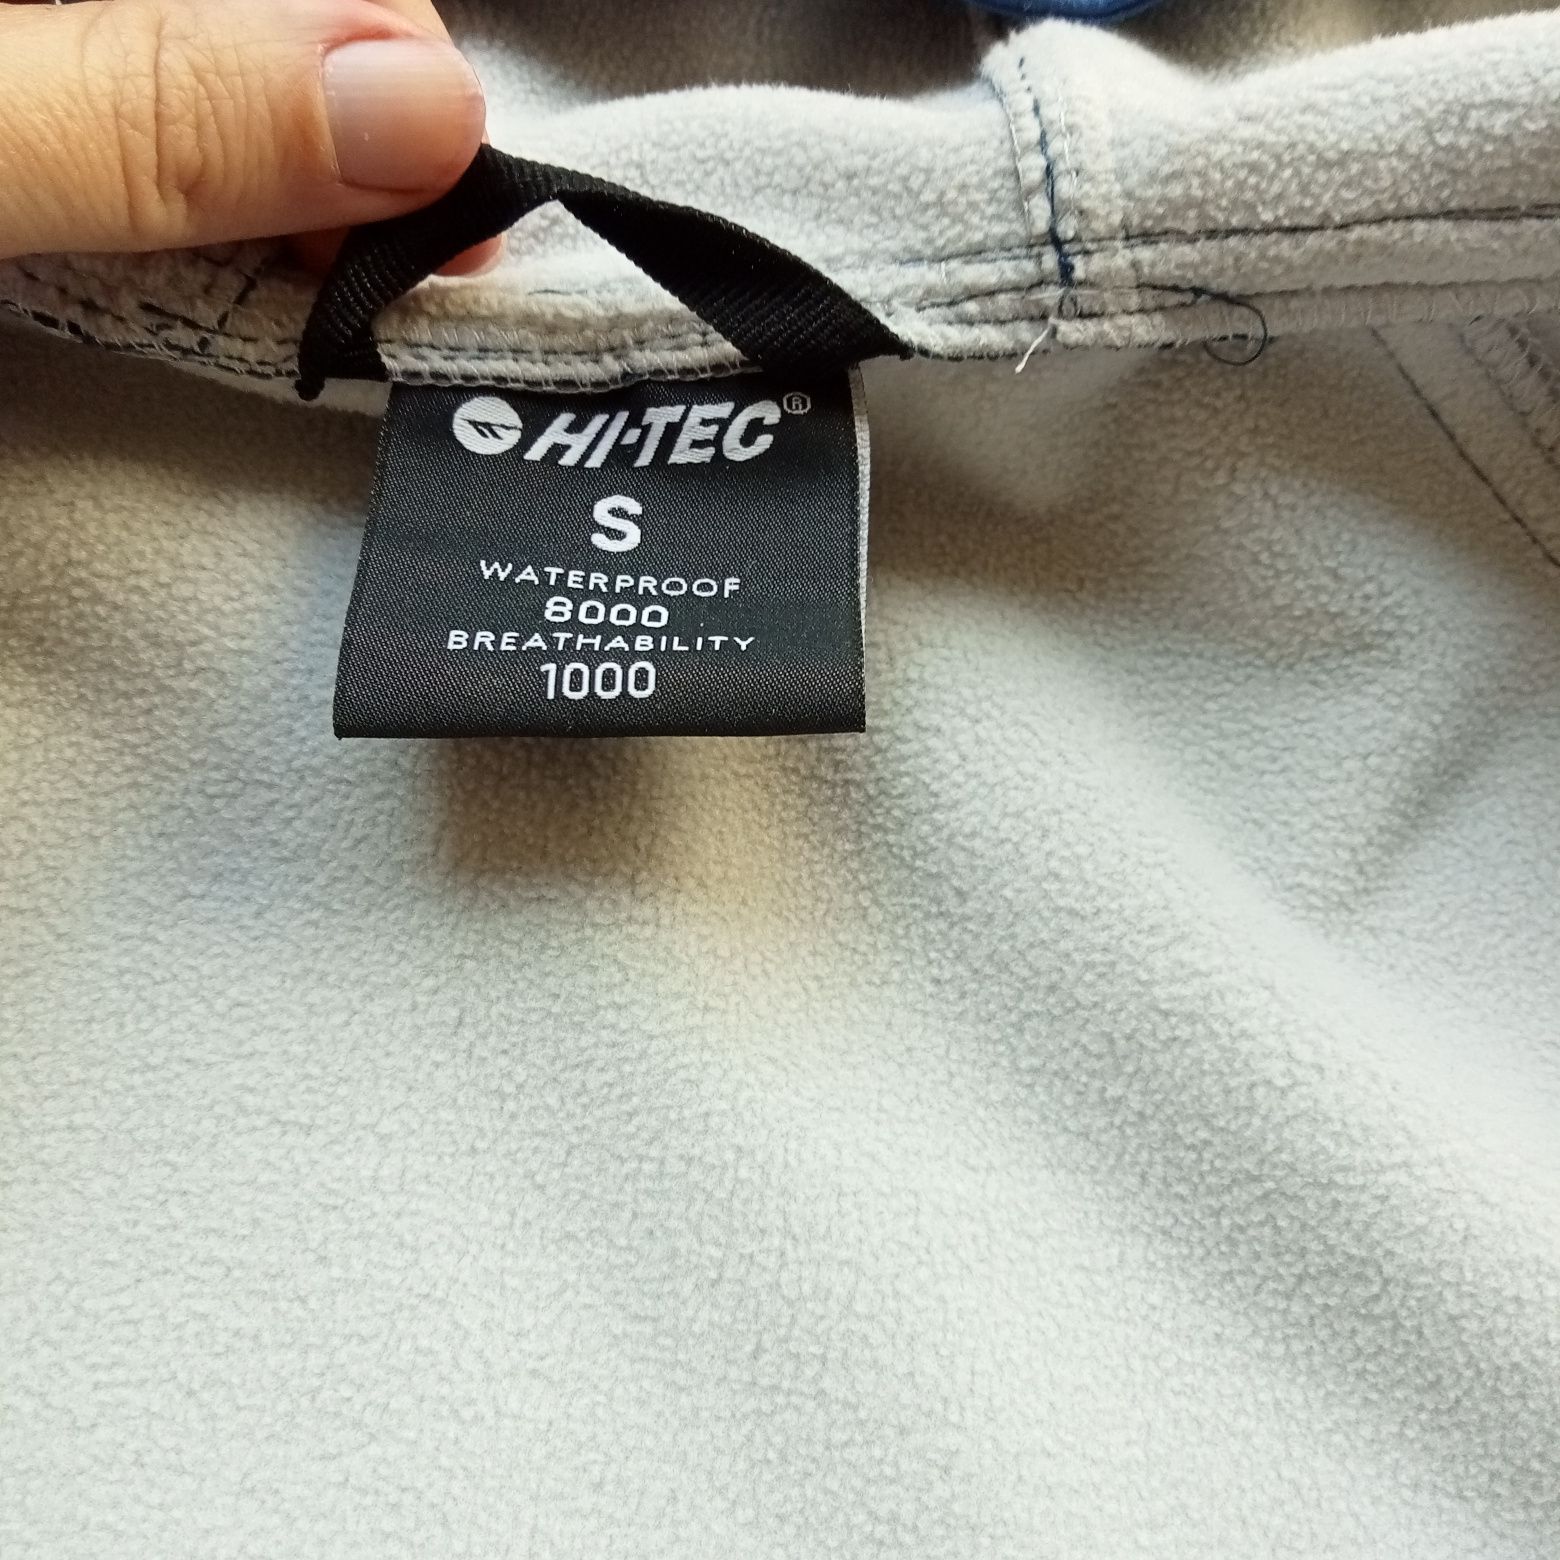 HI-TEC®
S
WATERPROOF
8000
BREATHABILITY
1000